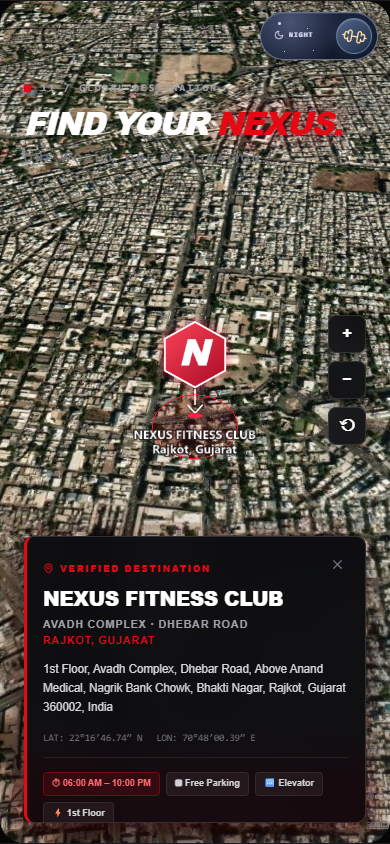 NIGHT
11 / GLOBAL DESTINATION
FIND YOUR NEXUS.
+
−
N
NEXUS FITNESS CLUB
Rajkot, Gujarat
VERIFIED DESTINATION
NEXUS FITNESS CLUB
AVADH COMPLEX · DHEBAR ROAD
RAJKOT, GUJARAT
1st Floor, Avadh Complex, Dhebar Road, Above Anand
Medical, Nagrik Bank Chowk, Bhakti Nagar, Rajkot, Gujarat
360002, India
LAT: 22°16’46.74” N LON: 70°48’00.39” E
06:00 AM – 10:00 PM Free Parking Elevator
1st Floor